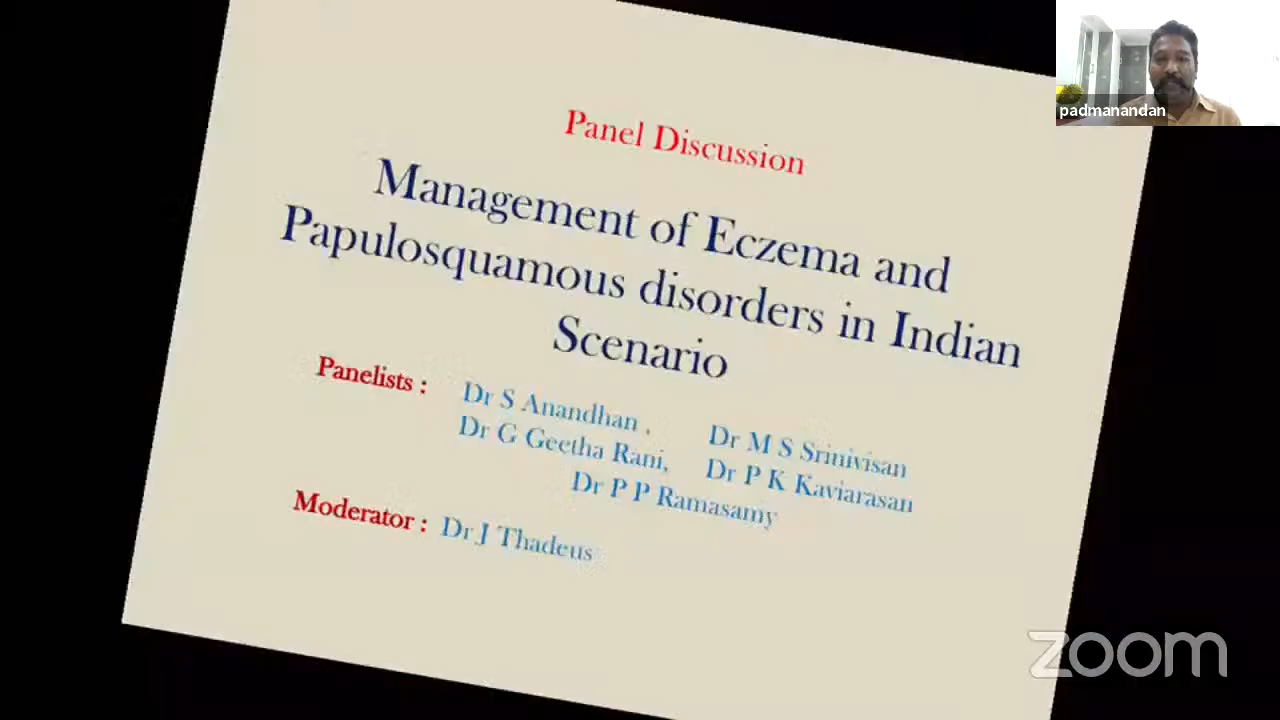 Panel Discussion
Management of Eczema and
Papulosquamous disorders in Indian
Scenario
Panelists : Dr S Anandhan , Dr M S Srinivisan
Dr G Geetha Rani, Dr P K Kaviarasan
Dr P P Ramasamy
Moderator : Dr J Thadeus
padmanandan
zoom